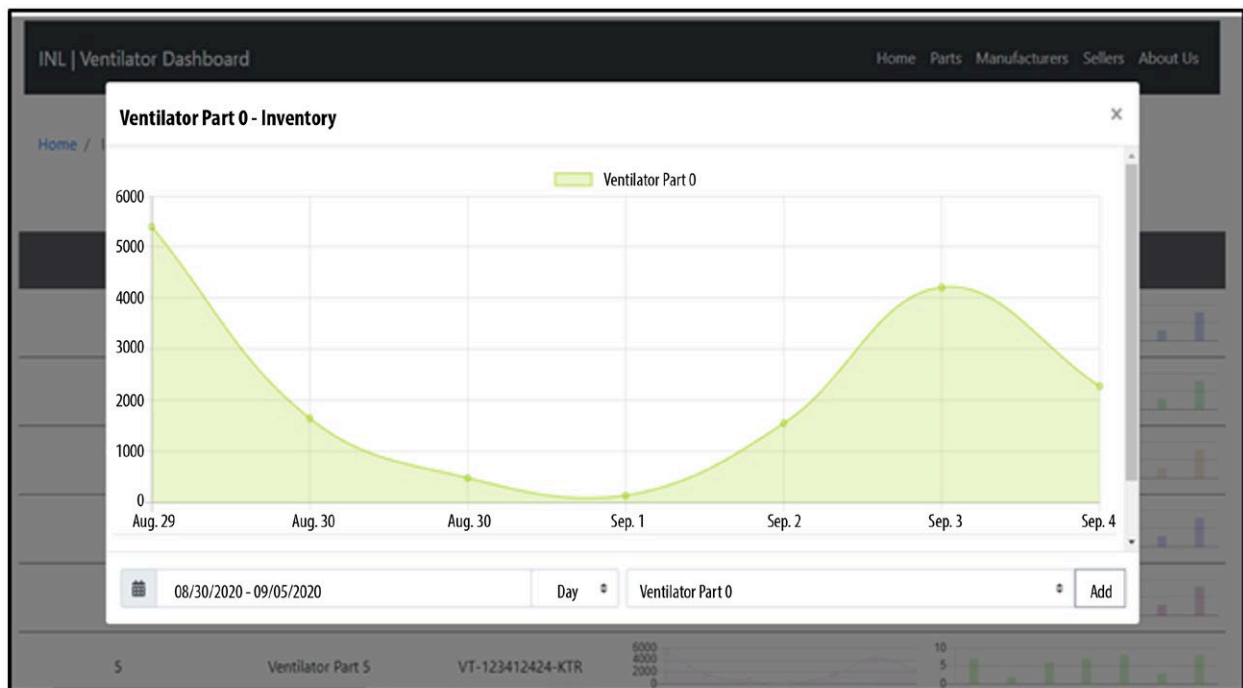 INL | Ventilator Dashboard
Home Parts Manufacturers Sellers About Us
Ventilator Part 0 - Inventory ×
Home /
Ventilator Part 0
6000
5000
4000
3000
2000
1000
0
Aug. 29 Aug. 30 Aug. 30 Sep. 1 Sep. 2 Sep. 3 Sep. 4
08/30/2020 - 09/05/2020 Day Ventilator Part 0 Add
5 Ventilator Part 5 VT-123412424-KTR
6000
4000
2000
0
10
5
0